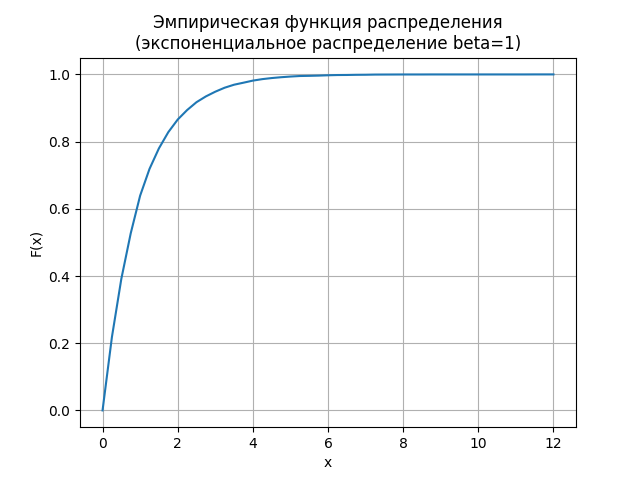 Эмпирическая функция распределения
(экспоненциальное распределение beta=1)
1.0
0.8
0.6
0.4
0.2
0.0
F(x)
0 2 4 6 8 10 12
x